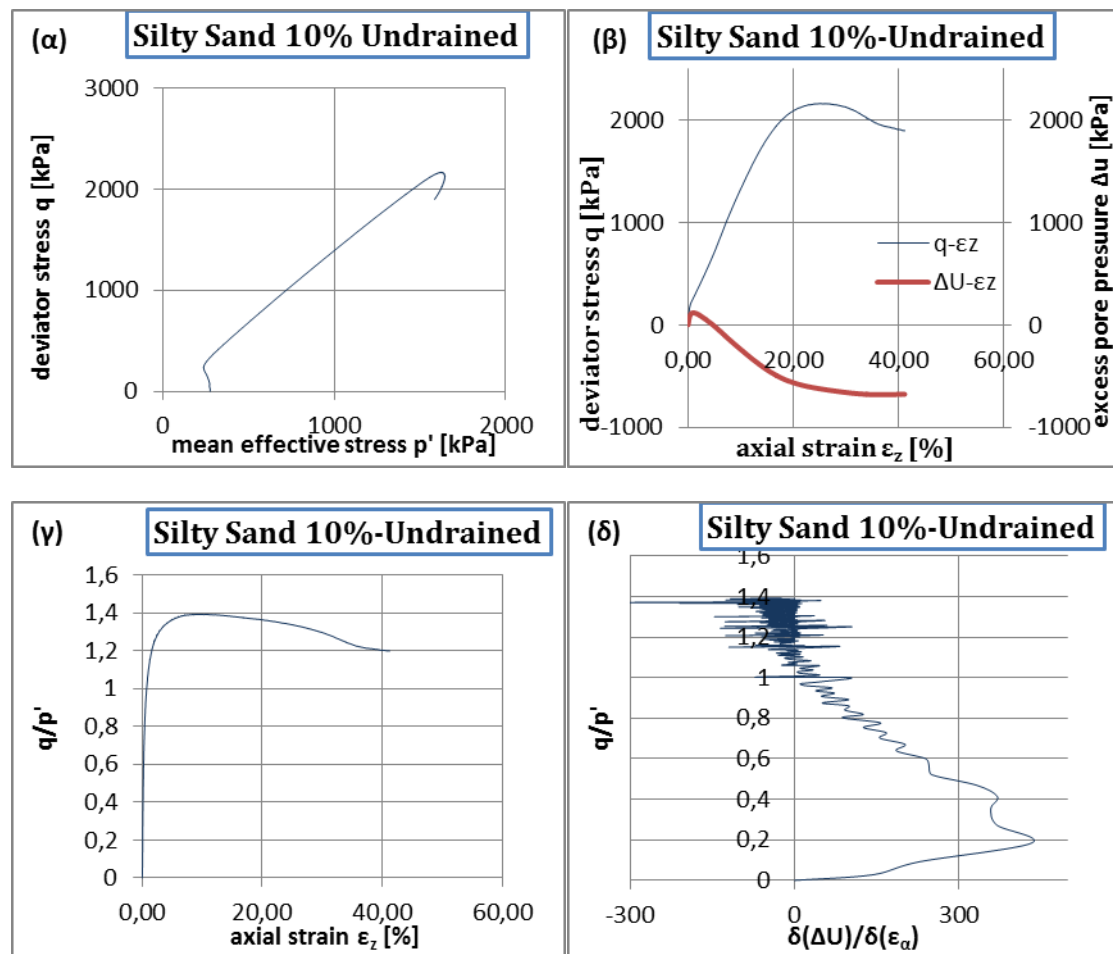 (α)
Silty Sand 10% Undrained
deviator stress q [kPa]
3000
2000
1000
0
0
1000
2000
mean effective stress p' [kPa]
(β)
Silty Sand 10%-Undrained
deviator stress q [kPa]
2000
1000
0
-1000
0,00
20,00
40,00
60,00
axial strain εz [%]
q-εz
ΔU-εz
2000
1000
0
-1000
excess pore presuure Δu [kPa]
(γ)
Silty Sand 10%-Undrained
q/p'
1,6
1,4
1,2
1
0,8
0,6
0,4
0,2
0
0,00
20,00
40,00
60,00
axial strain εz [%]
(δ)
Silty Sand 10%-Undrained
q/p'
1,6
1,4
1,2
1
0,8
0,6
0,4
0,2
0
-300
0
300
δ(ΔU)/δ(εα)